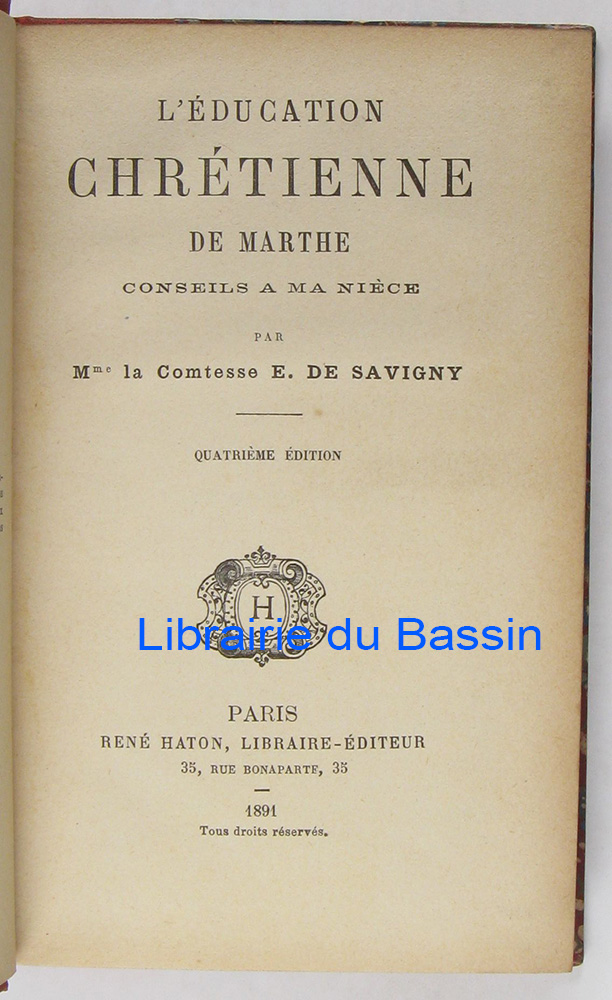 L'ÉDUCATION
CHRÉTIENNE
DE MARTHE
CONSEILS A MA NIÈCE
PAR
Mme la Comtesse E. DE SAVIGNY
QUATRIÈME ÉDITION
H
Librairie du Bassin
PARIS
RENÉ HATON, LIBRAIRE-ÉDITEUR
35, RUE BONAPARTE, 35
1891
Tous droits réservés.